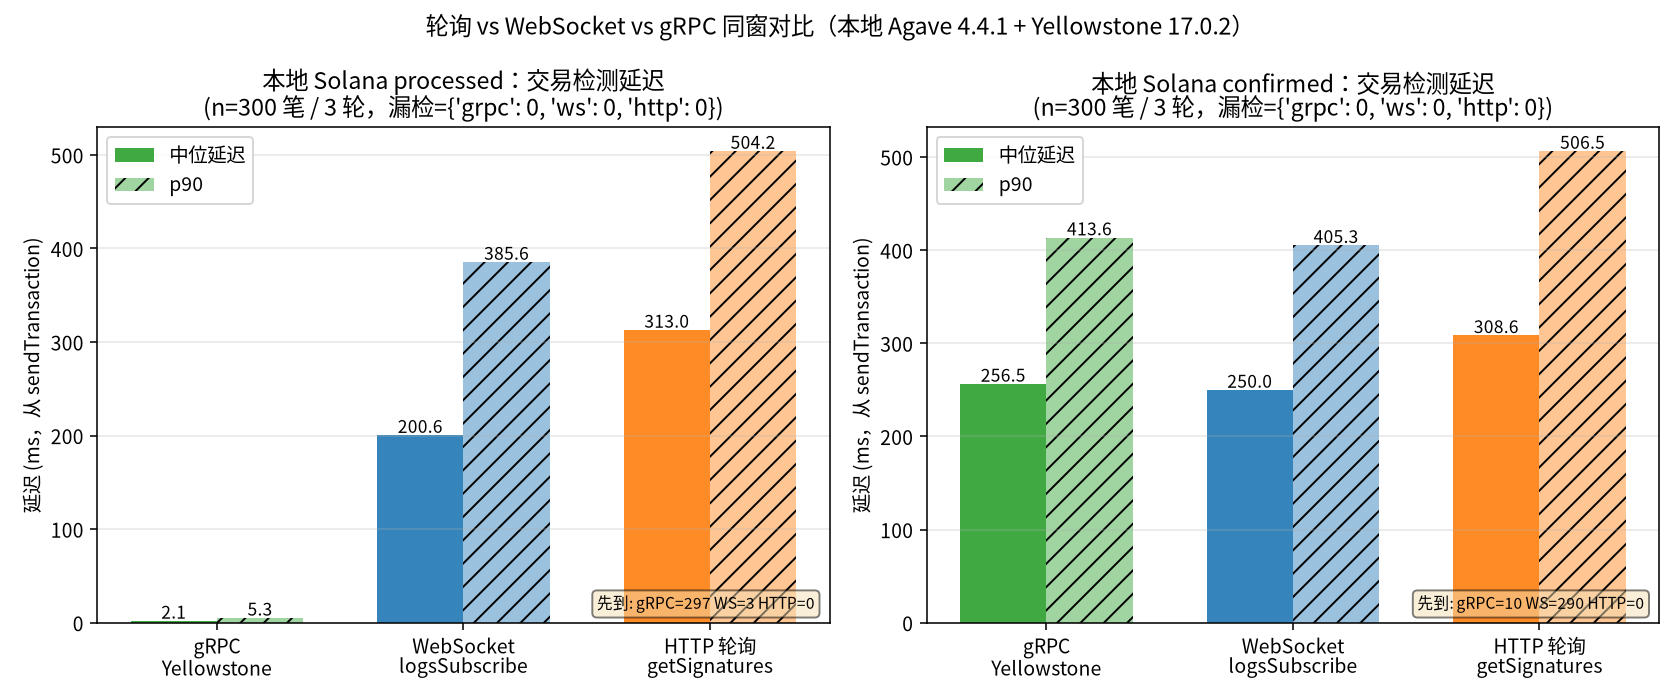 轮询 vs WebSocket vs gRPC 同窗对比（本地 Agave 4.4.1 + Yellowstone 17.0.2）
本地 Solana processed：交易检测延迟
(n=300 笔 / 3 轮，漏检={'grpc': 0, 'ws': 0, 'http': 0})
延迟 (ms，从 sendTransaction)
500
400
300
200
100
0
中位延迟
p90
2.1
5.3
200.6
385.6
313.0
504.2
先到: gRPC=297 WS=3 HTTP=0
gRPC
Yellowstone
WebSocket
logsSubscribe
HTTP 轮询
getSignatures
本地 Solana confirmed：交易检测延迟
(n=300 笔 / 3 轮，漏检={'grpc': 0, 'ws': 0, 'http': 0})
延迟 (ms，从 sendTransaction)
500
400
300
200
100
0
中位延迟
p90
256.5
413.6
250.0
405.3
308.6
506.5
先到: gRPC=10 WS=290 HTTP=0
gRPC
Yellowstone
WebSocket
logsSubscribe
HTTP 轮询
getSignatures